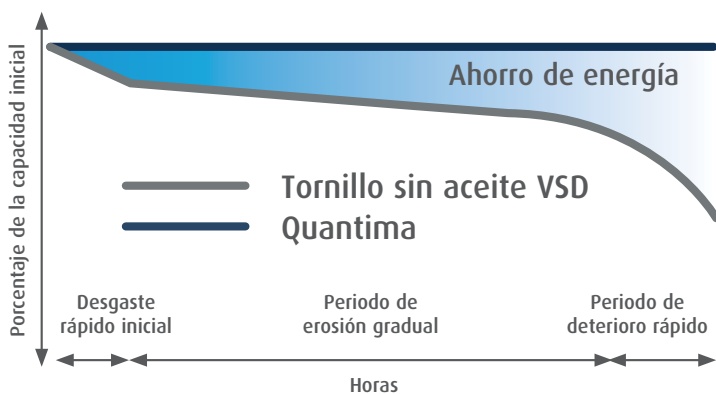 Porcentaje de la capacidad inicial
Ahorro de energía
Tornillo sin aceite VSD
Quantima
Desgaste
rápido inicial
Periodo de
erosión gradual
Periodo de
deterioro rápido
Horas